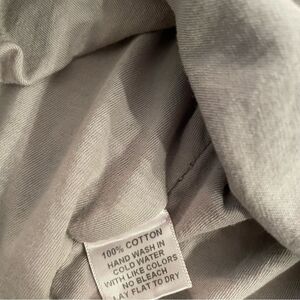 100% COTTON
HAND WASH IN
COLD WATER
WITH LIKE COLORS
NO BLEACH
LAY FLAT TO DRY